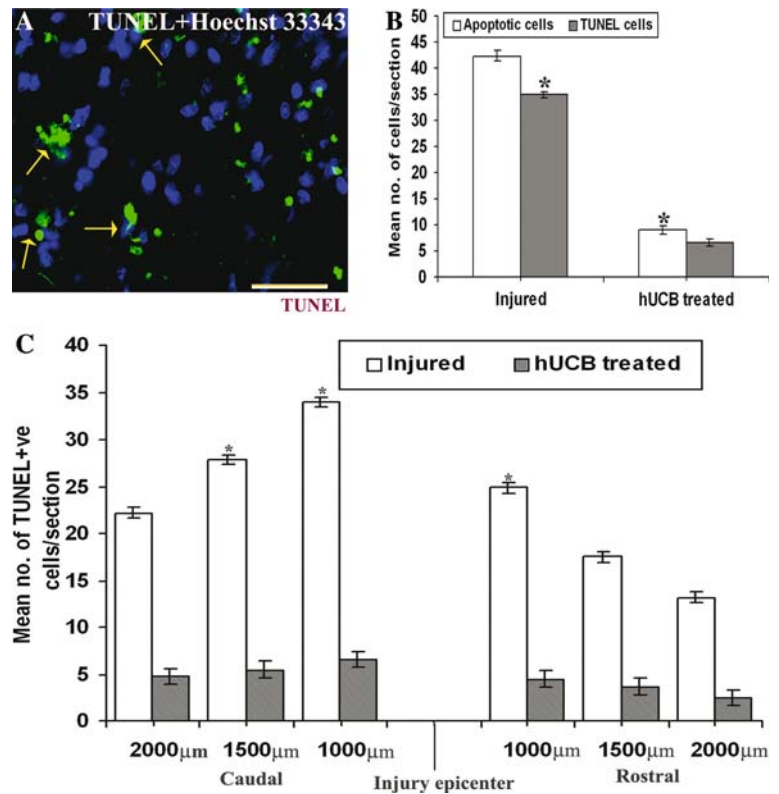 A TUNEL+Hoechst 33343
TUNEL
B
Apoptotic cells TUNEL cells
Mean no. of cells/section
50
45
40
35
30
25
20
15
10
5
0
*
*
Injured hUCB treated
C
Injured hUCB treated
Mean no. of TUNEL+ve
cells/section
40
35
30
25
20
15
10
5
0
*
*
*
2000μm 1500μm 1000μm 1000μm 1500μm 2000μm
Caudal Injury epicenter Rostral